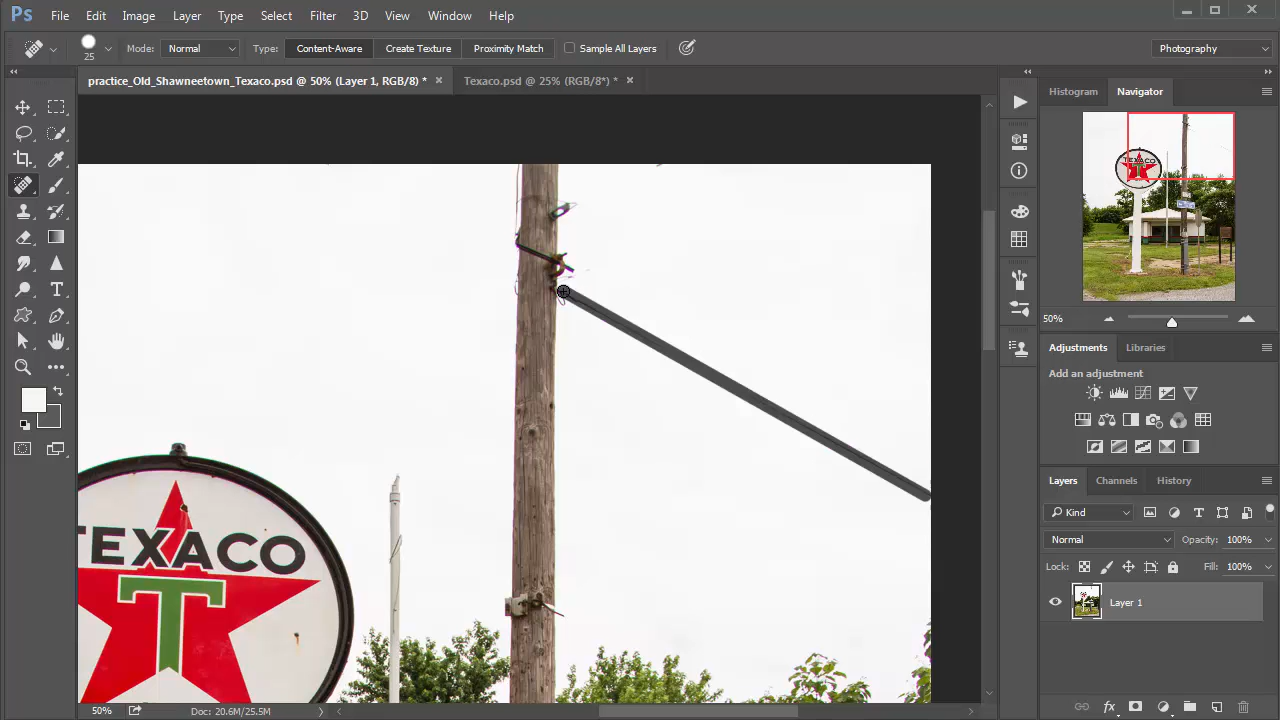 Ps File Edit Image Layer Type Select Filter 3D View Window Help
25 Mode: Normal Type: Content-Aware Create Texture Proximity Match Sample All Layers Photography
practice_Old_Shawneetown_Texaco.psd @ 50% (Layer 1, RGB/8) * Texaco.psd @ 25% (RGB/8*) *
Histogram Navigator
TEXACO
50%
Adjustments Libraries
Add an adjustment
Layers Channels History
Kind
Normal Opacity: 100%
Lock: Fill: 100%
Layer 1
TEXACO
T
50% Doc: 20.6M/25.5M